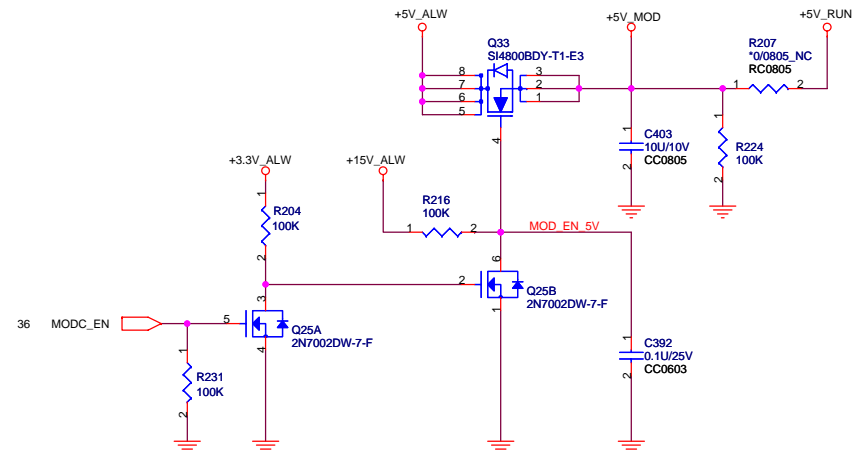 +5V_ALW
+5V_MOD
+5V_RUN
Q33
SI4800BDY-T1-E3
R207
*0/0805_NC
RC0805
8
7
6
5
3
2
1
1
2
4
1
C403
10U/10V
CC0805
2
1
R224
100K
2
+3.3V_ALW
+15V_ALW
1
R204
100K
2
R216
100K
1
2
MOD_EN_5V
6
2
Q25B
2N7002DW-7-F
1
3
36
MODC_EN
5
Q25A
2N7002DW-7-F
4
1
R231
100K
2
1
C392
0.1U/25V
CC0603
2